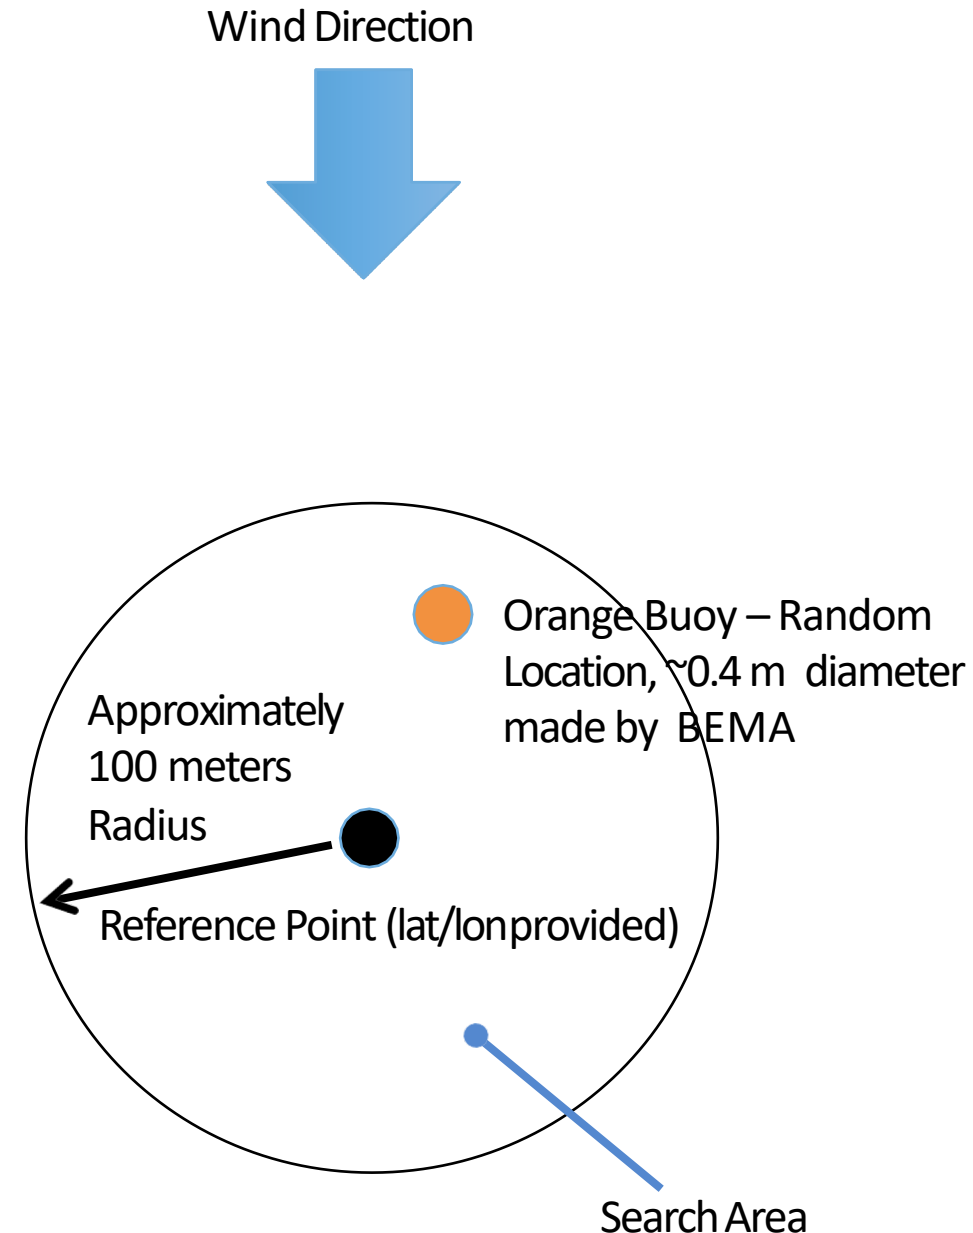 Wind Direction
Orange Buoy – Random
Location, ~0.4 m diameter
made by BEMA
Approximately
100 meters
Radius
Reference Point (lat/lonprovided)
Search Area